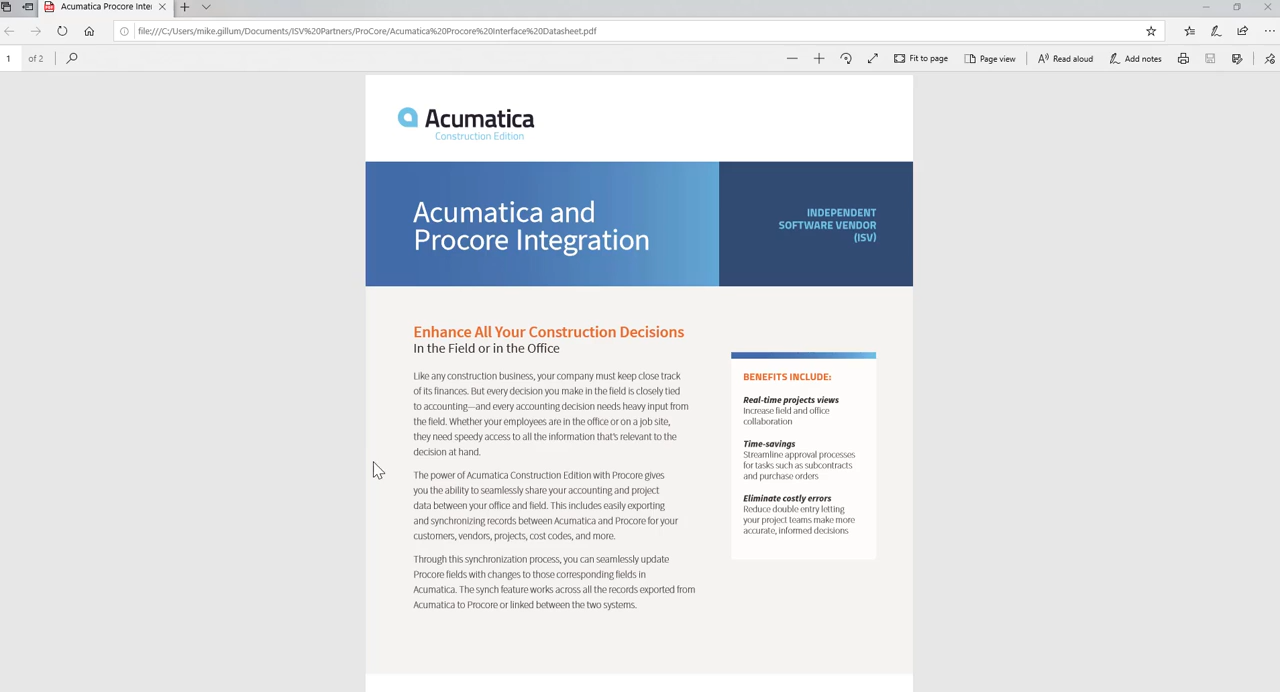 Acumatica Procore Inter
file:///C:/Users/mike.gillum/Documents/ISV%20Partners/ProCore/Acumatica%20Procore%20Interface%20Datasheet.pdf
1 of 2
Fit to page
Page view
Read aloud
Add notes
Acumatica
Construction Edition
Acumatica and
Procore Integration
INDEPENDENT
SOFTWARE VENDOR
(ISV)
Enhance All Your Construction Decisions
In the Field or in the Office
Like any construction business, your company must keep close track
of its finances. But every decision you make in the field is closely tied
to accounting—and every accounting decision needs heavy input from
the field. Whether your employees are in the office or on a job site,
they need speedy access to all the information that's relevant to the
decision at hand.
The power of Acumatica Construction Edition with Procore gives
you the ability to seamlessly share your accounting and project
data between your office and field. This includes easily exporting
and synchronizing records between Acumatica and Procore for your
customers, vendors, projects, cost codes, and more.
Through this synchronization process, you can seamlessly update
Procore fields with changes to those corresponding fields in
Acumatica. The synch feature works across all the records exported from
Acumatica to Procore or linked between the two systems.
BENEFITS INCLUDE:
Real-time projects views
Increase field and office
collaboration
Time-savings
Streamline approval processes
for tasks such as subcontracts
and purchase orders
Eliminate costly errors
Reduce double entry letting
your project teams make more
accurate, informed decisions